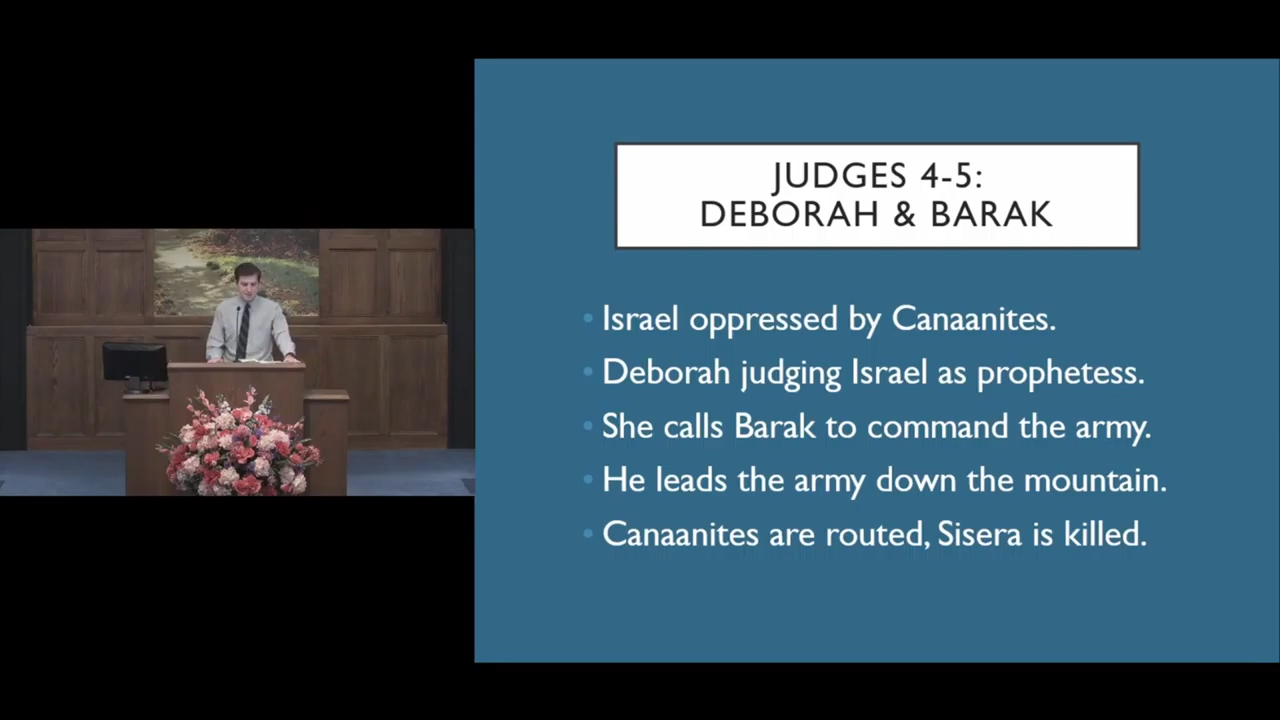 JUDGES 4-5:
DEBORAH & BARAK
• Israel oppressed by Canaanites.
• Deborah judging Israel as prophetess.
• She calls Barak to command the army.
• He leads the army down the mountain.
• Canaanites are routed, Sisera is killed.